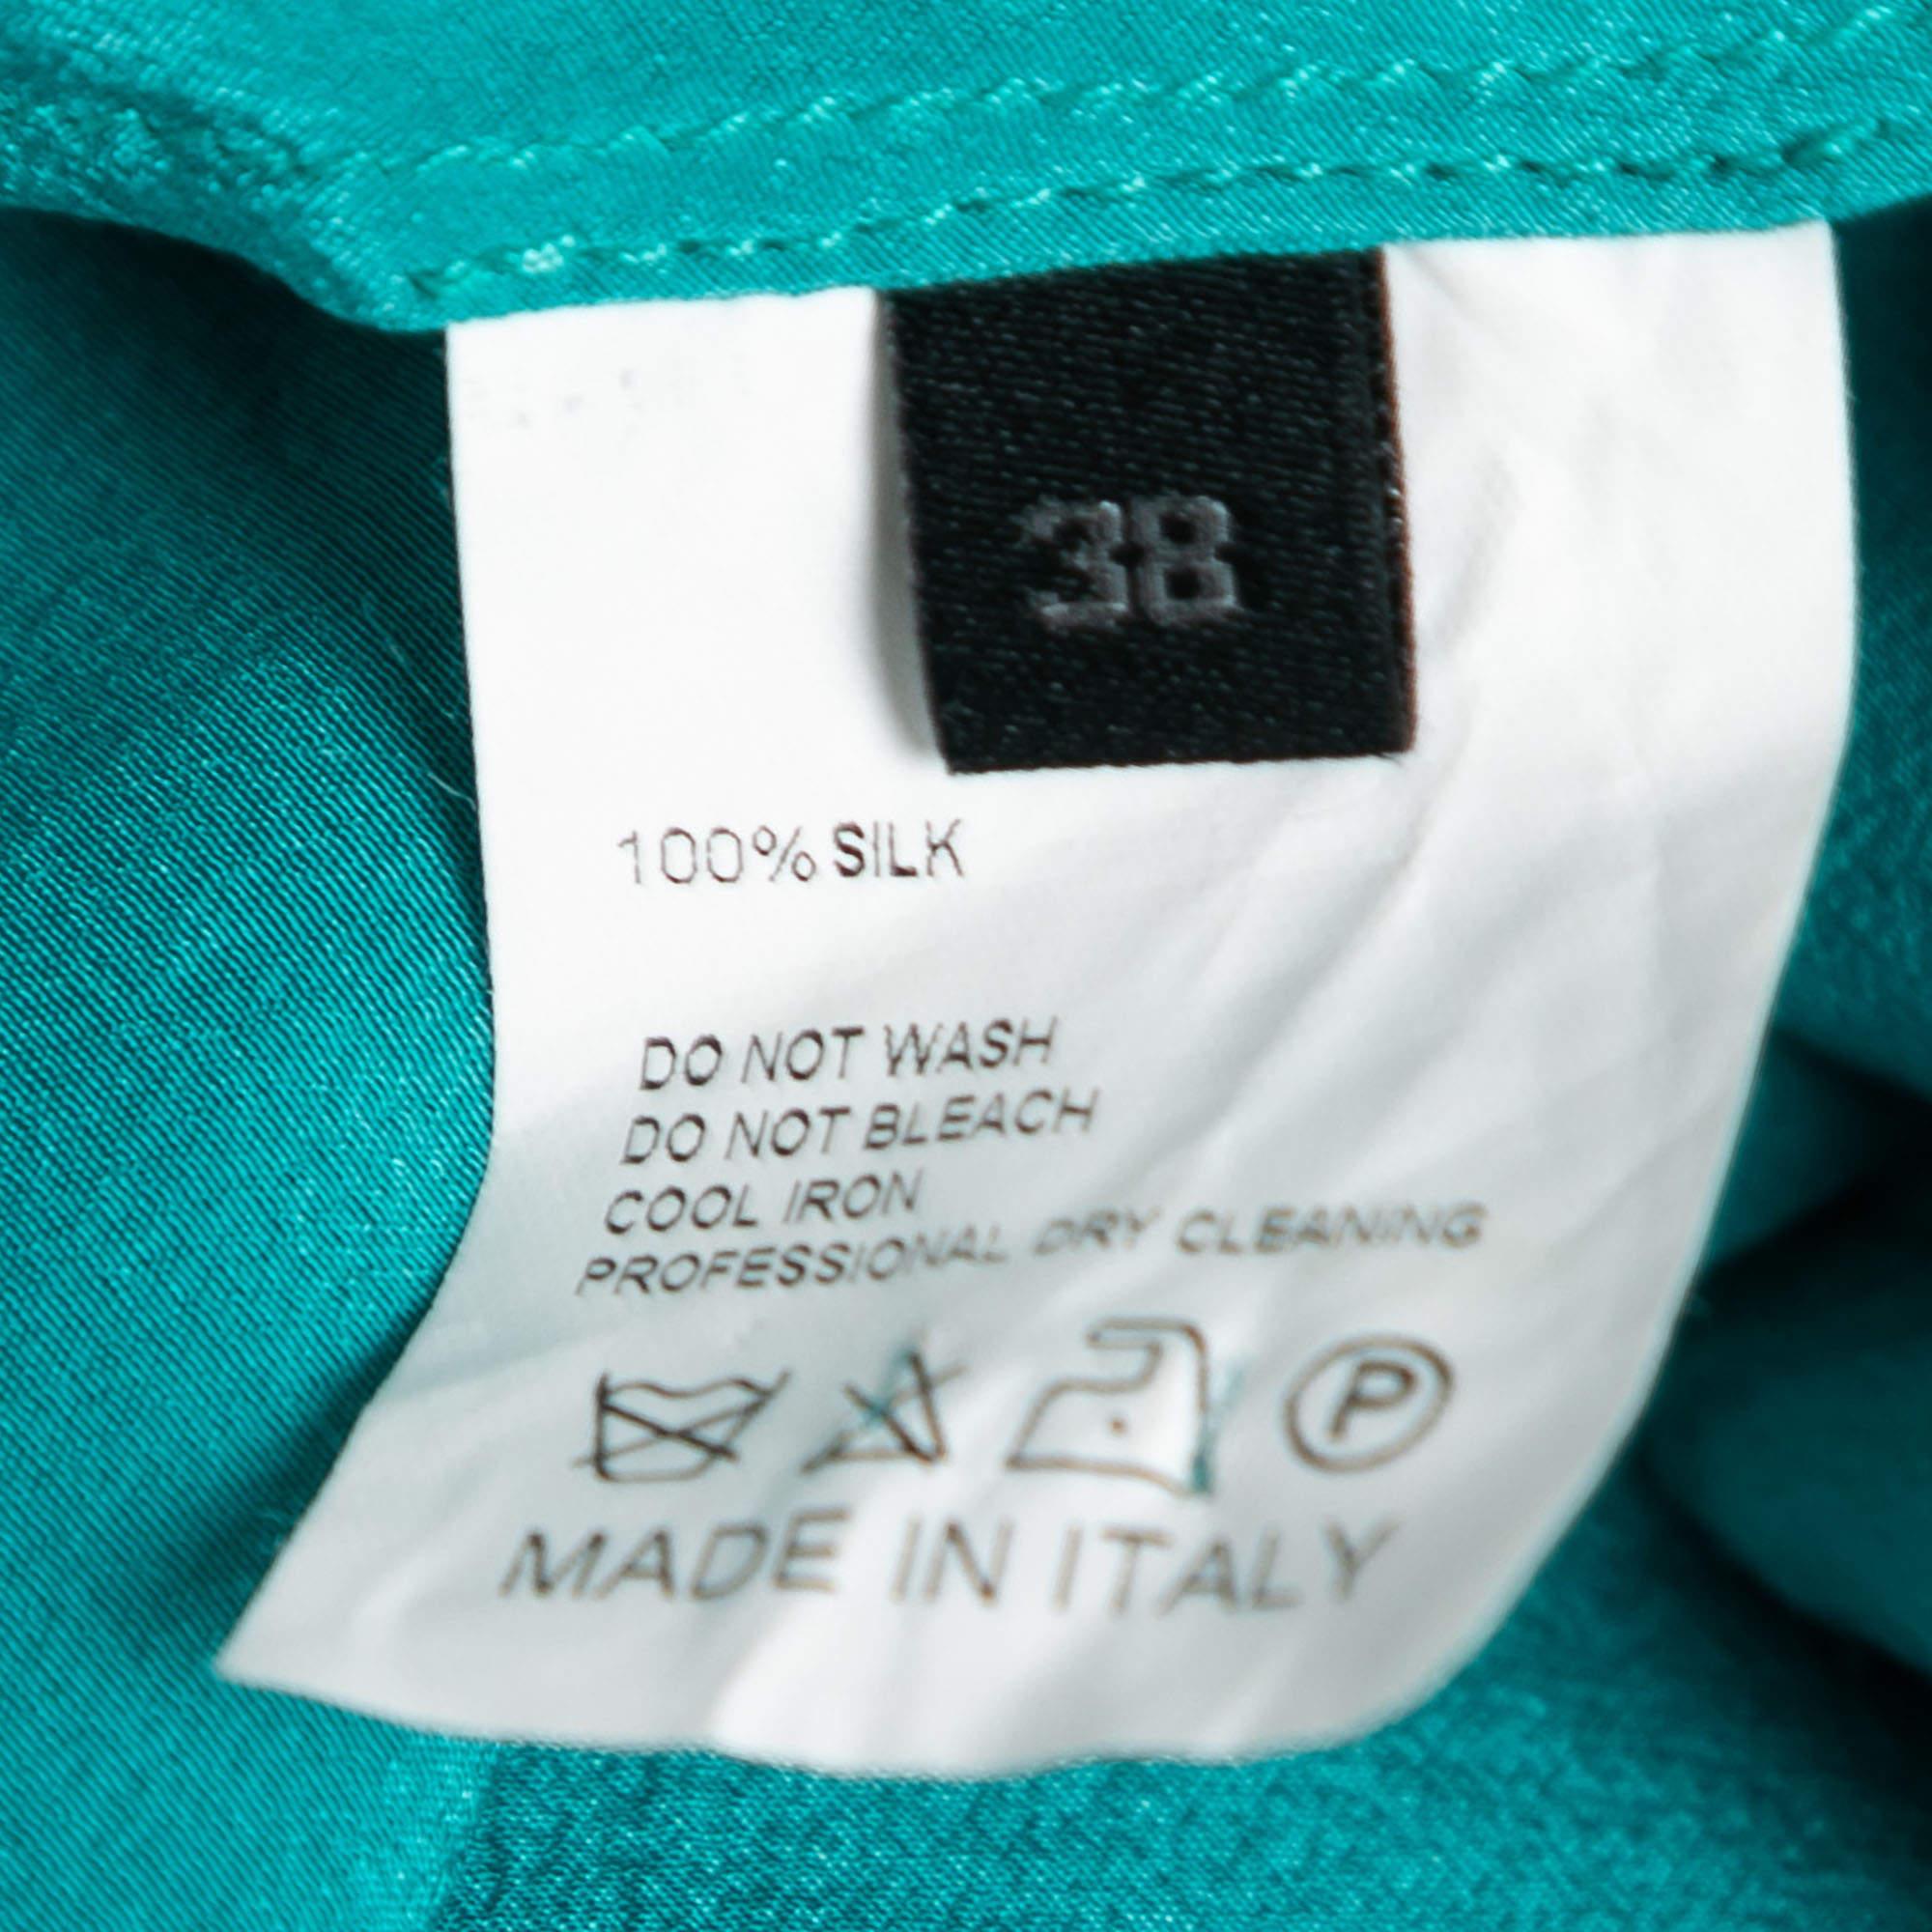 38
100% SILK
DO NOT WASH
DO NOT BLEACH
COOL IRON
PROFESSIONAL DRY CLEANING
P
MADE IN ITALY